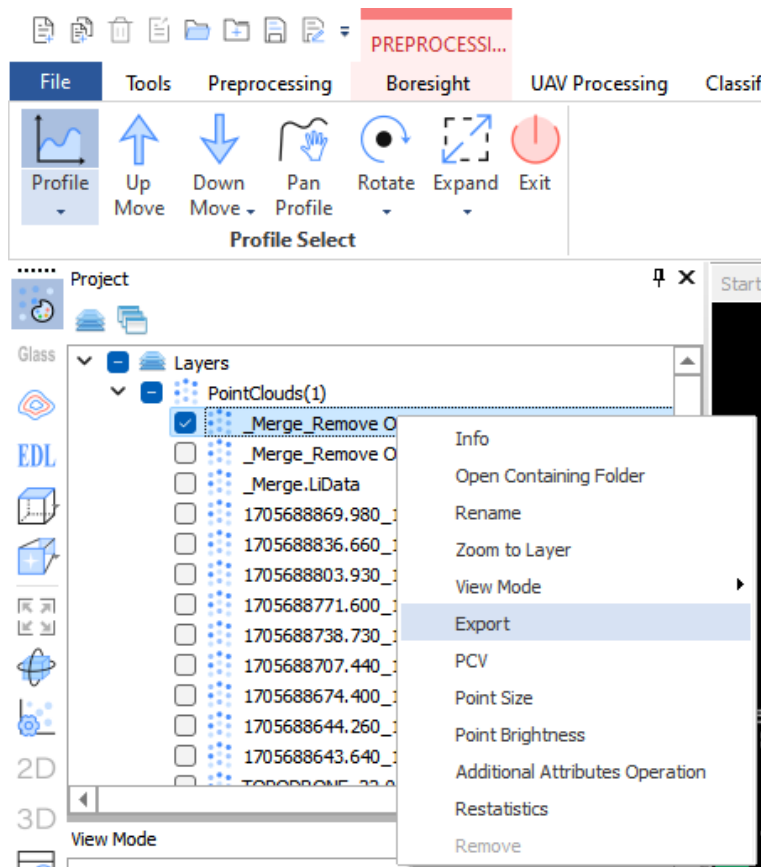 PREPROCESSI...
File Tools Preprocessing Boresight UAV Processing Classif
Profile Up Move Down Move Pan Profile Rotate Expand Exit
Profile Select
Project
Start
Glass
Layers
PointClouds(1)
_Merge_Remove O
Info
_Merge_Remove O
Open Containing Folder
_Merge.LiData
EDL
1705688869.980_1
Rename
1705688836.660_1
Zoom to Layer
1705688803.930_1
View Mode
1705688771.600_1
Export
1705688738.730_1
PCV
1705688707.440_1
Point Size
1705688674.400_1
Point Brightness
1705688644.260_1
1705688643.640_1
Additional Attributes Operation
2D
Restatistics
3D
View Mode
Remove